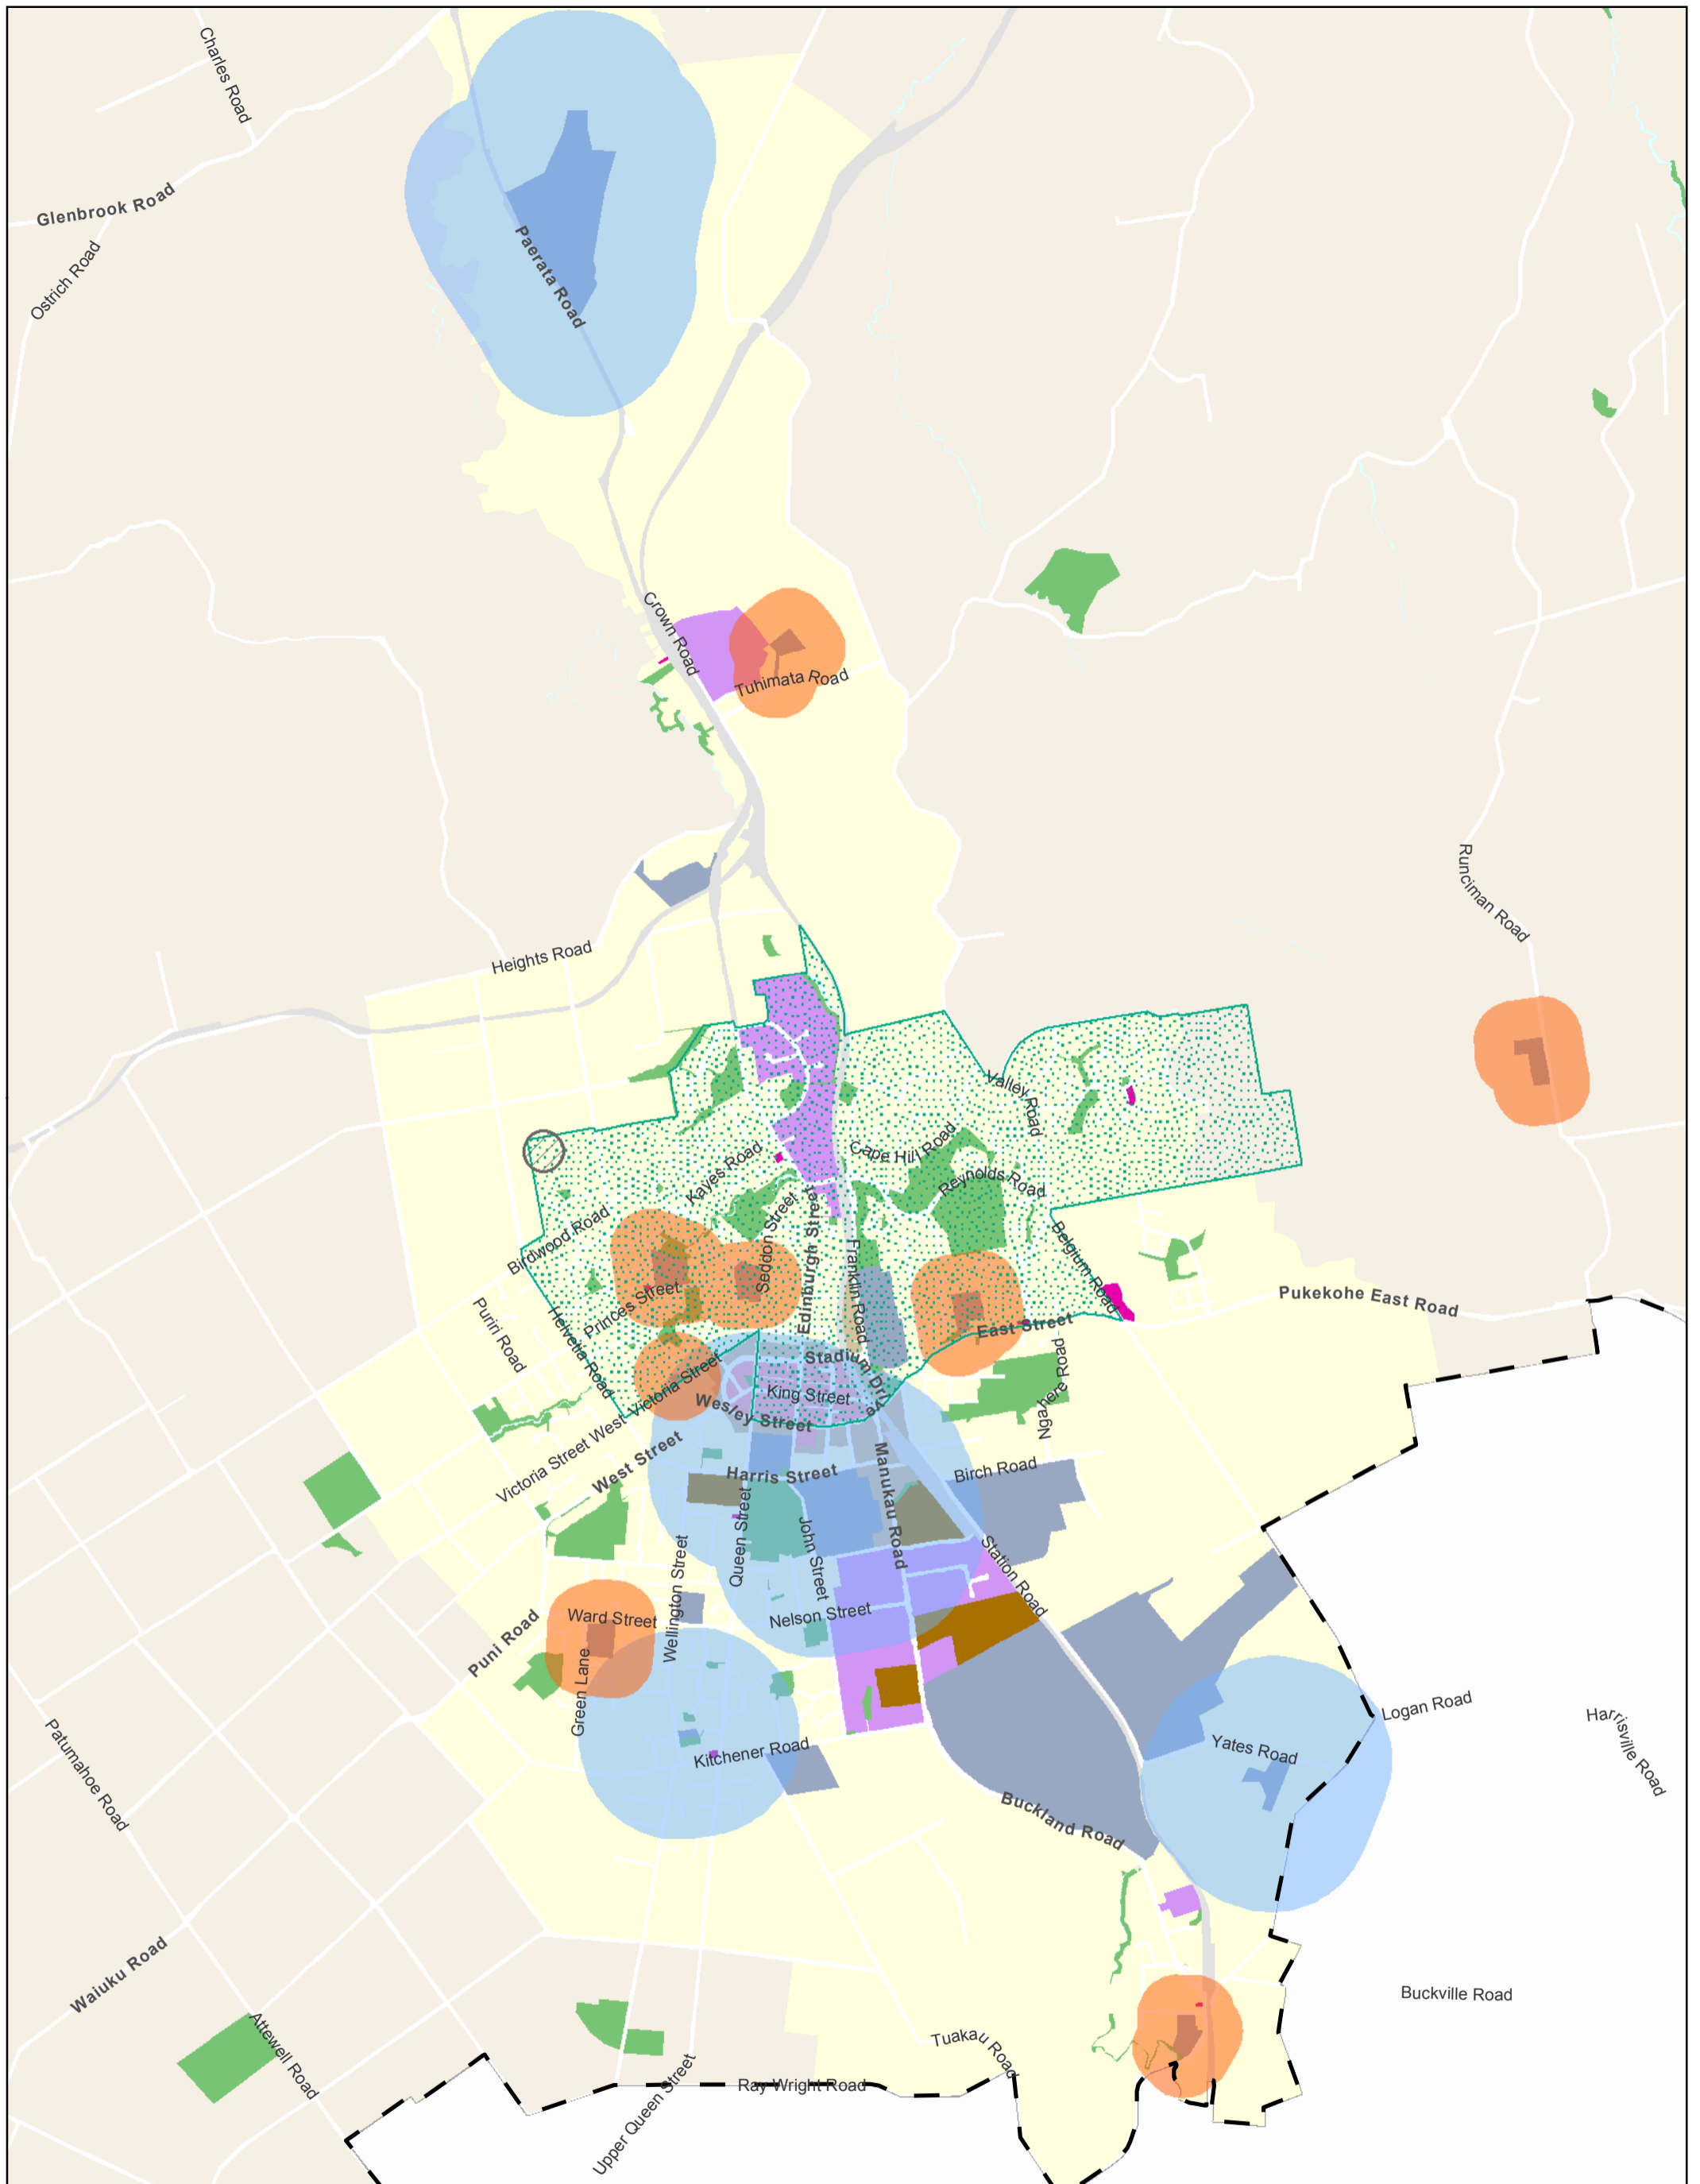 Charles Road
Glenbrook Road
Ostrich Road
Paerata Road
Crown Road
Tuhimata Road
Runciman Road
Heights Road
Valley Road
Cape Hill Road
Kayes Road
Reynolds Road
Seddon Street
Edinburgh Street
Birdwood Road
Franklin Road
Belgium Road
Princes Street
Pukekohe East Road
Puriri Road
Helvetia Road
East Street
Stadium Drive
Victoria Street
King Street
Wesley Street
Ngahere Road
Victoria Street West
West Street
Harris Street
Manukau Road
Birch Road
Queen Street
John Street
Station Road
Wellington Street
Ward Street
Nelson Street
Puni Road
Green Lane
Logan Road
Harrisville Road
Patumahoe Road
Kitchener Road
Yates Road
Buckland Road
Waiuku Road
Buckville Road
Attewell Road
Tuakau Road
Ray Wright Road
Upper Queen Street